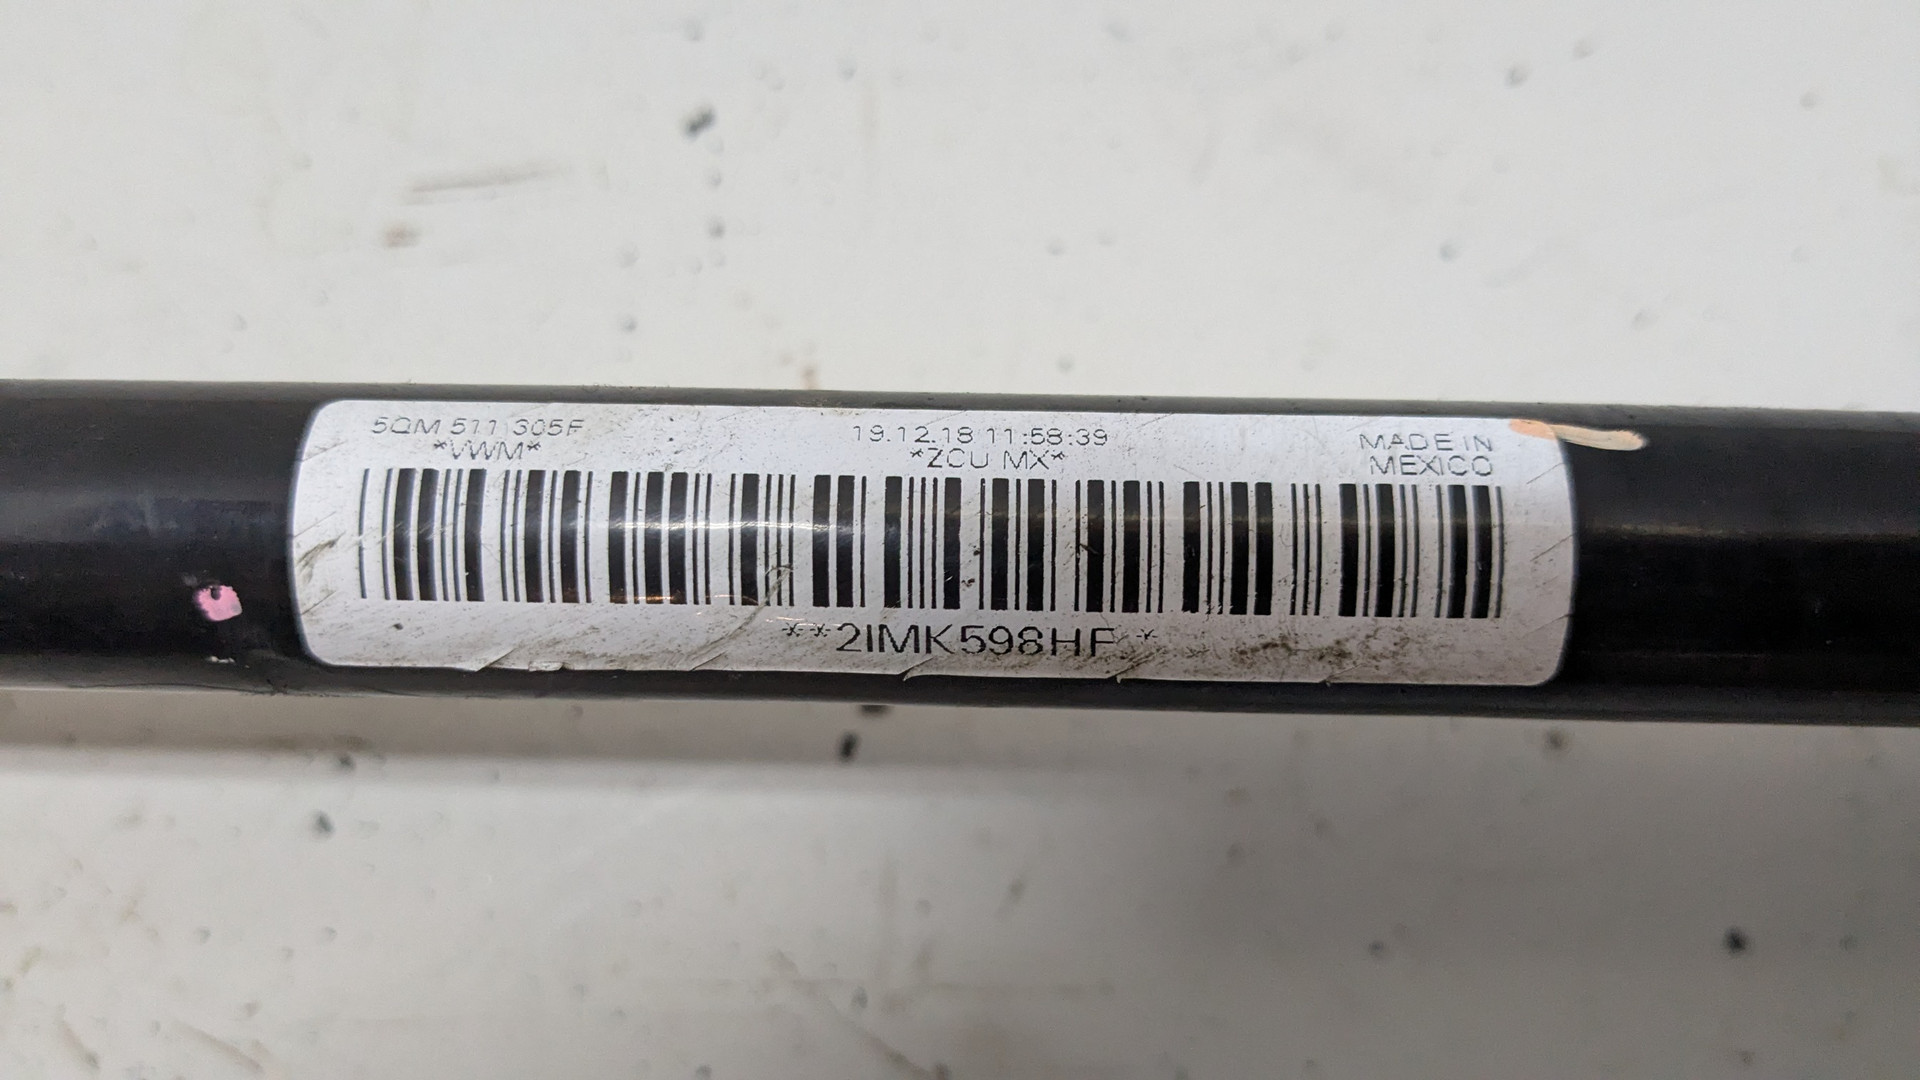 5QM 511 305F
*VWM*
19.12.18 11:58:39
*ZCU MX*
MADE IN
MEXICO
**2IMK598HF *